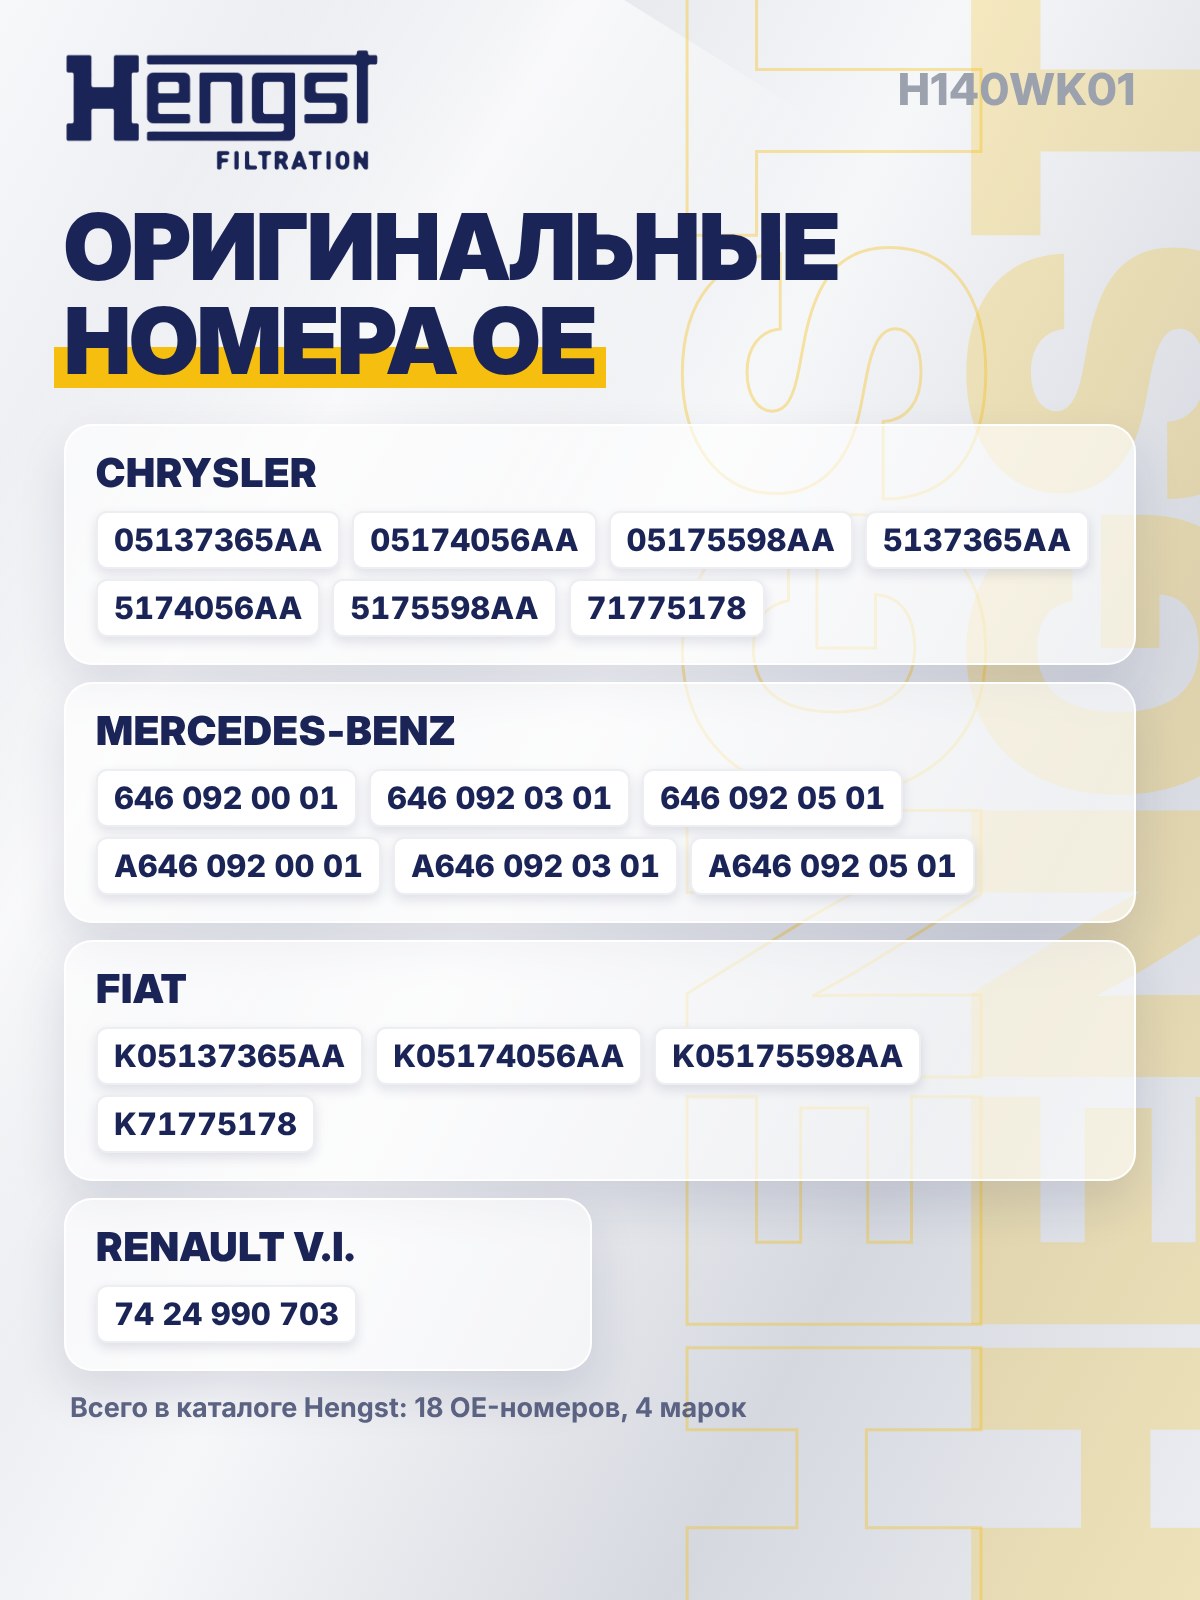 Hengst
FILTRATION
H140WK01
ОРИГИНАЛЬНЫЕ
НОМЕРА ОЕ
CHRYSLER
05137365AA 05174056AA 05175598AA 5137365AA
5174056AA 5175598AA 71775178
MERCEDES-BENZ
646 092 00 01 646 092 03 01 646 092 05 01
A646 092 00 01 A646 092 03 01 A646 092 05 01
FIAT
K05137365AA K05174056AA K05175598AA
K71775178
RENAULT V.I.
74 24 990 703
Всего в каталоге Hengst: 18 OE-номеров, 4 марок
HENGST
HENGST